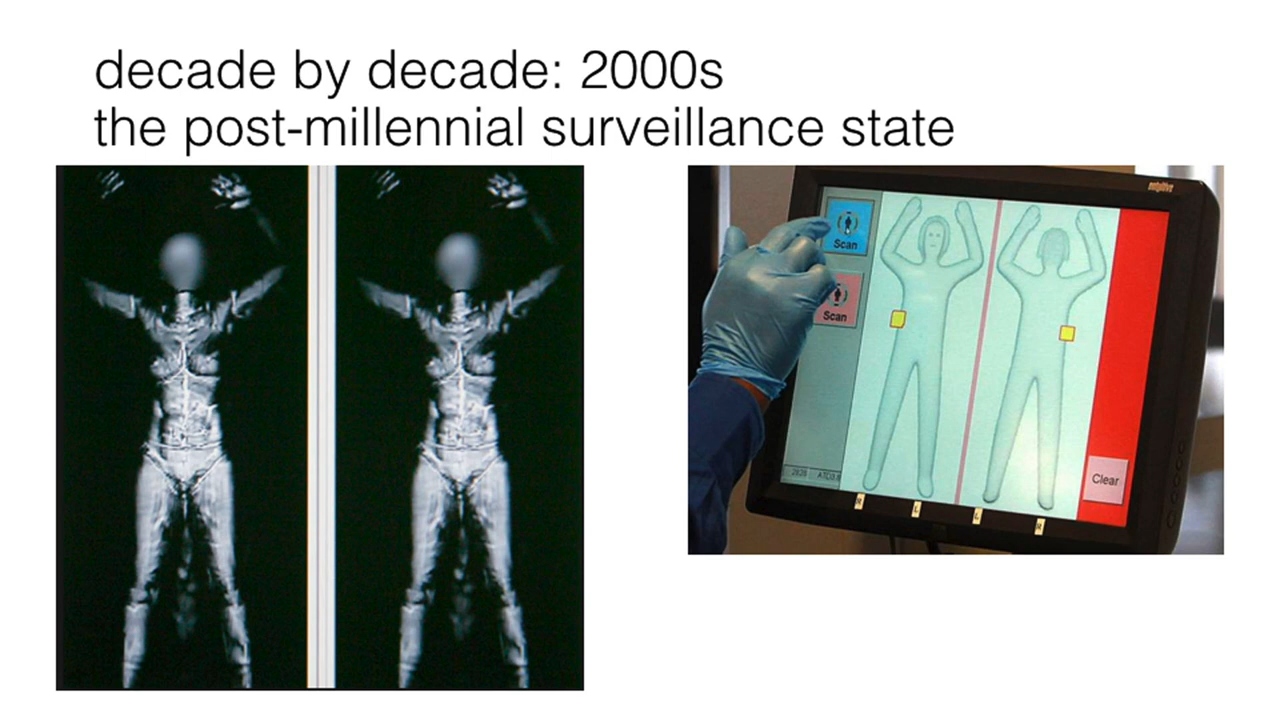 decade by decade: 2000s
the post-millennial surveillance state
Scan
Scan
Clear
R
L
L
R